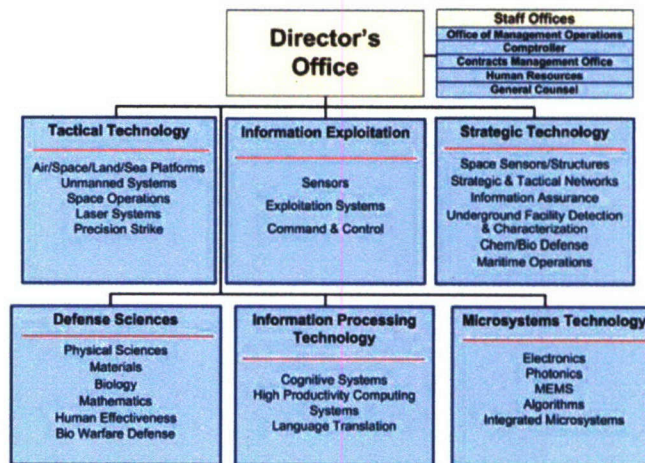 Director's
Office
Staff Offices
Office of Management Operations
Comptroller
Contracts Management Office
Human Resources
General Counsel
Tactical Technology
Air/Space/Land/Sea Platforms
Unmanned Systems
Space Operations
Laser Systems
Precision Strike
Information Exploitation
Sensors
Exploitation Systems
Command & Control
Strategic Technology
Space Sensors/Structures
Strategic & Tactical Networks
Information Assurance
Underground Facility Detection
& Characterization
Chem/Bio Defense
Maritime Operations
Defense Sciences
Physical Sciences
Materials
Biology
Mathematics
Human Effectiveness
Bio Warfare Defense
Information Processing
Technology
Cognitive Systems
High Productivity Computing
Systems
Language Translation
Microsystems Technology
Electronics
Photonics
MEMS
Algorithms
Integrated Microsystems